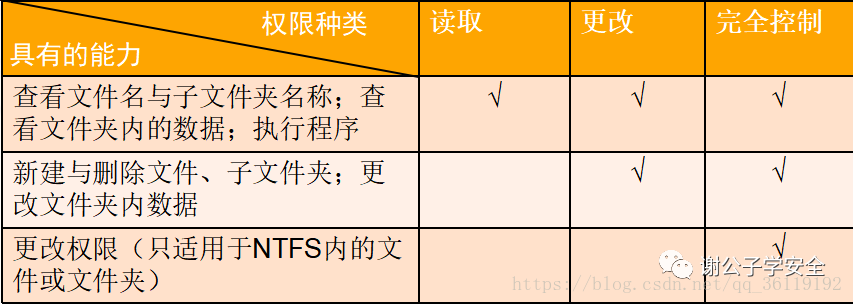 权限种类
具有的能力
读取
更改
完全控制
查看文件名与子文件夹名称；查
看文件夹内的数据；执行程序
√
√
√
新建与删除文件、子文件夹；更
改文件夹内数据
√
√
更改权限（只适用于NTFS内的文
件或文件夹）
√
谢公子学安全
https://blog.csdn.net/qq_36119192